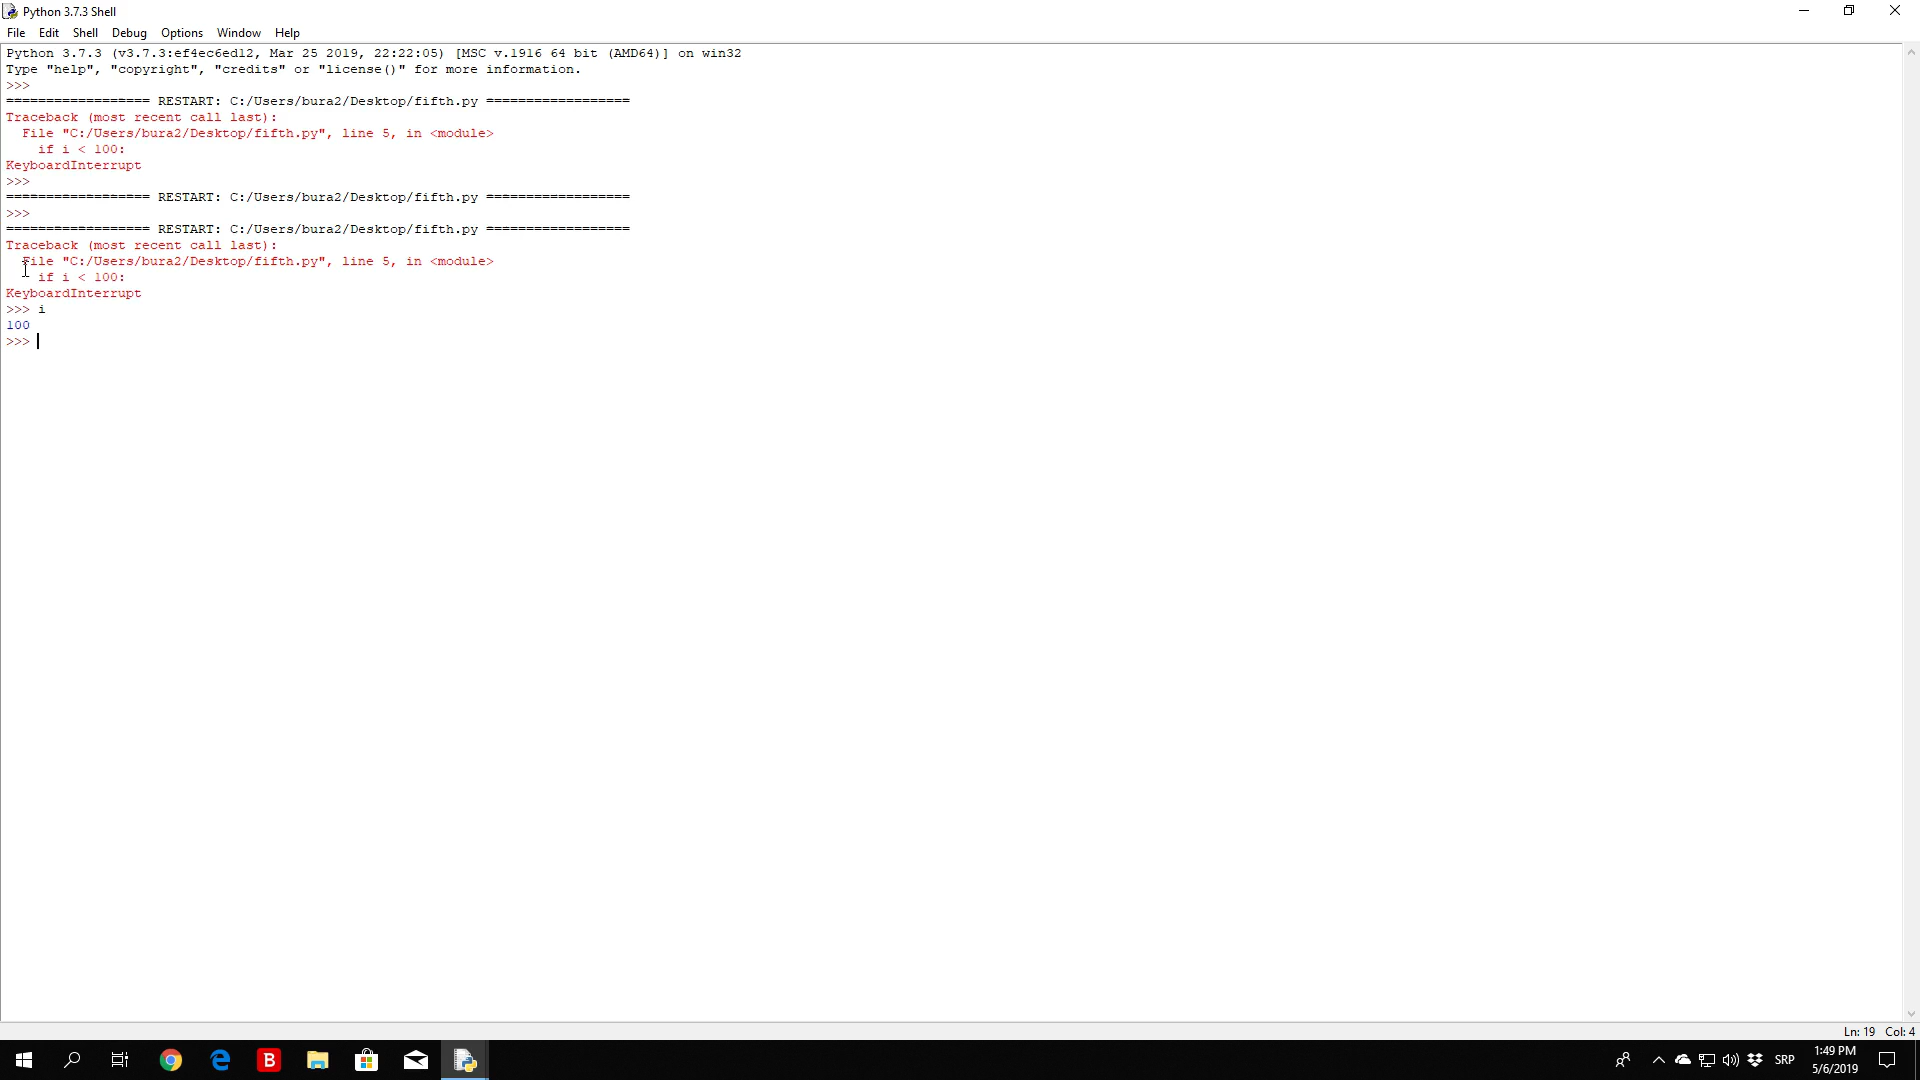 Python 3.7.3 Shell
File Edit Shell Debug Options Window Help
Python 3.7.3 (v3.7.3:ef4ec6ed12, Mar 25 2019, 22:22:05) [MSC v.1916 64 bit (AMD64)] on win32
Type "help", "copyright", "credits" or "license()" for more information.
>>>
================== RESTART: C:/Users/bura2/Desktop/fifth.py ==================
Traceback (most recent call last):
  File "C:/Users/bura2/Desktop/fifth.py", line 5, in <module>
    if i < 100:
KeyboardInterrupt
>>>
================== RESTART: C:/Users/bura2/Desktop/fifth.py ==================
>>>
================== RESTART: C:/Users/bura2/Desktop/fifth.py ==================
Traceback (most recent call last):
  File "C:/Users/bura2/Desktop/fifth.py", line 5, in <module>
    if i < 100:
KeyboardInterrupt
>>> i
100
>>>
Ln: 19 Col: 4
B
SRP
1:49 PM
5/6/2019